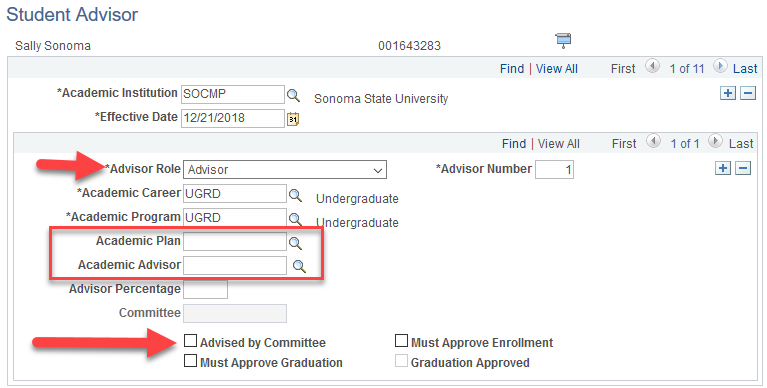 Student Advisor
Sally Sonoma 001643283
Find | View All First 1 of 11 Last
*Academic Institution SOCMP Sonoma State University
*Effective Date 12/21/2018 31
Find | View All First 1 of 1 Last
*Advisor Role Advisor *Advisor Number 1
*Academic Career UGRD Undergraduate
*Academic Program UGRD Undergraduate
Academic Plan
Academic Advisor
Advisor Percentage
Committee
Advised by Committee Must Approve Enrollment
Must Approve Graduation Graduation Approved